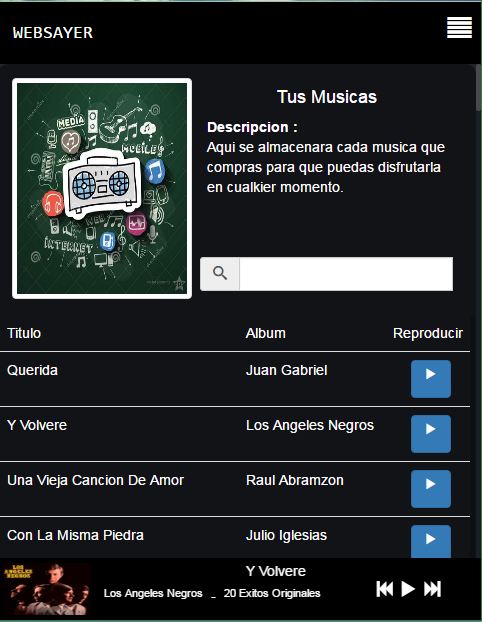 WEBSAYER
MEDIA
MOBILE
WEB
INTERNET
Tus Musicas
Descripcion :
Aqui se almacenara cada musica que
compras para que puedas disfrutarla
en cualkier momento.
Titulo Album Reproducir
Querida Juan Gabriel
Y Volvere Los Angeles Negros
Una Vieja Cancion De Amor Raul Abramzon
Con La Misma Piedra Julio Iglesias
LOS ANGELES
NEGROS
Y Volvere
Los Angeles Negros _ 20 Exitos Originales